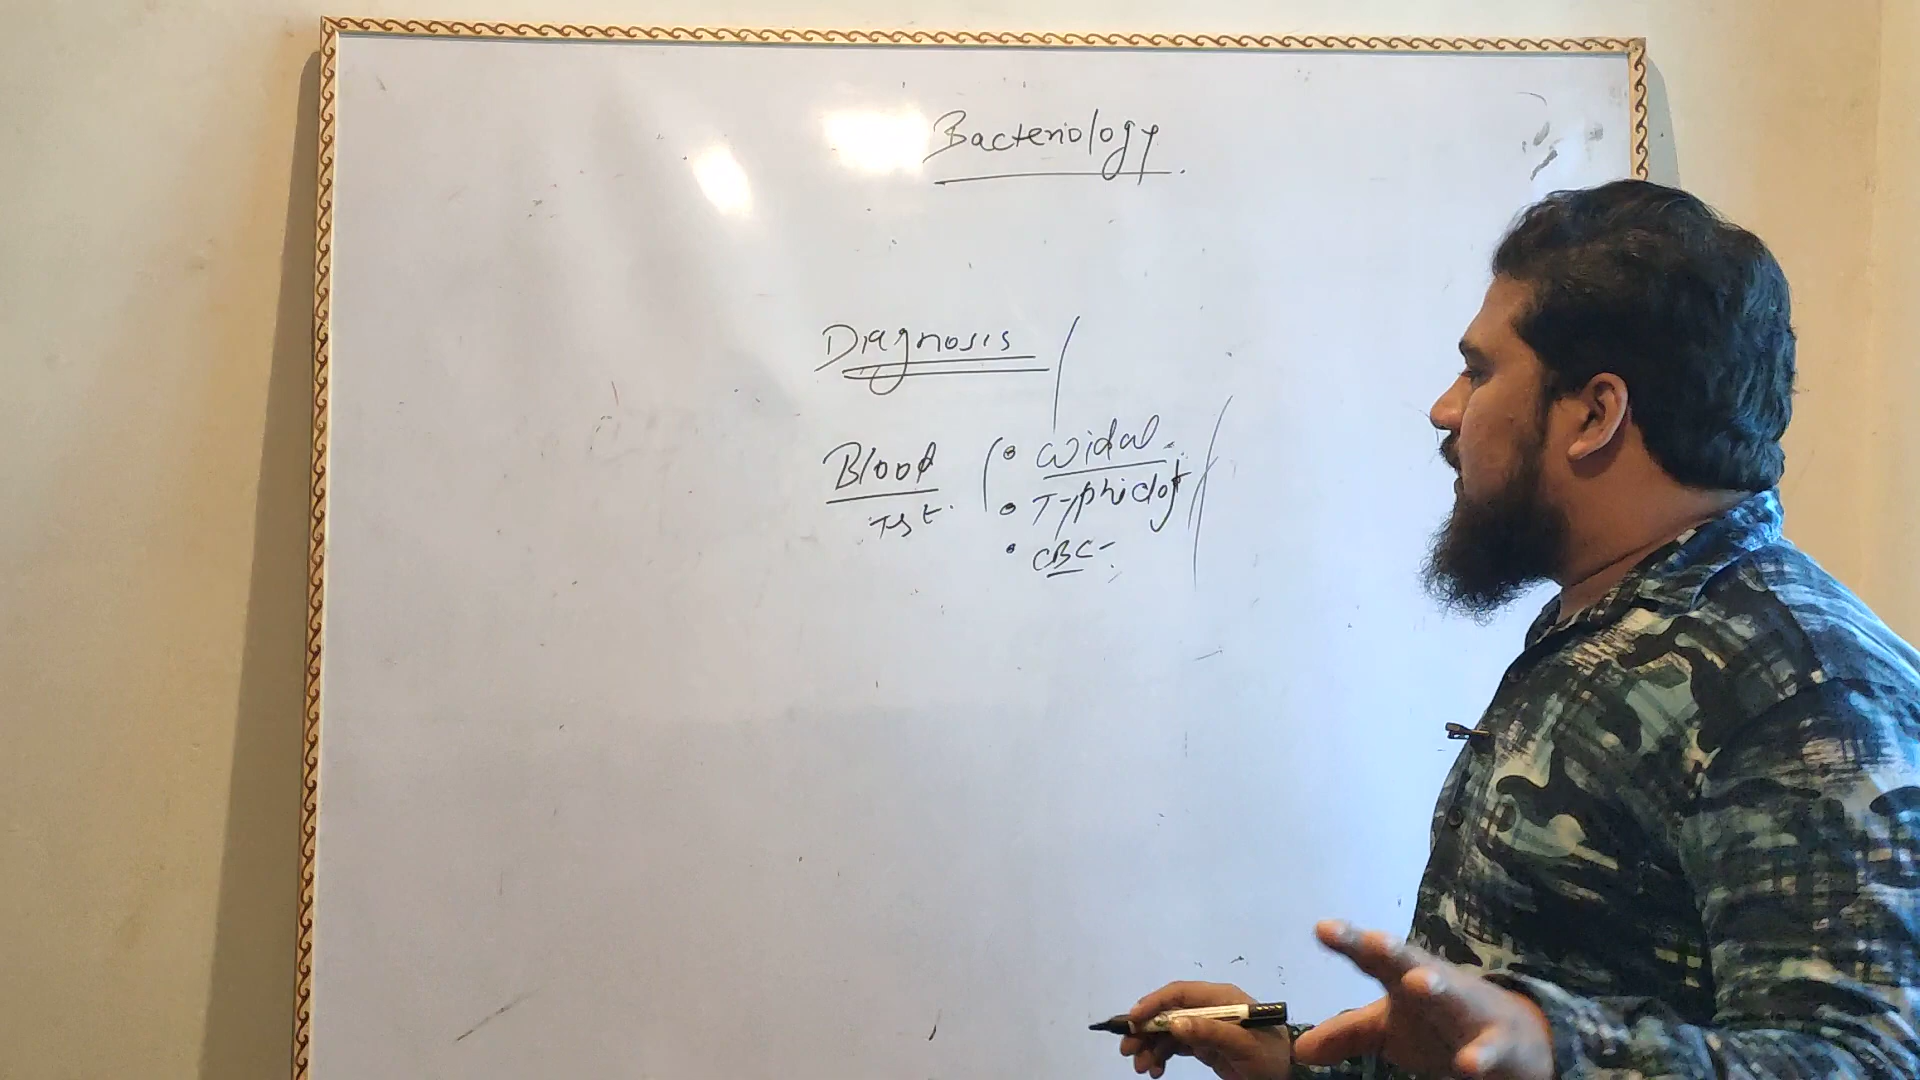 Bacteriology.
Diagnosis
Blood
Tst.
• Widal.
• Typhidot
• CBC-